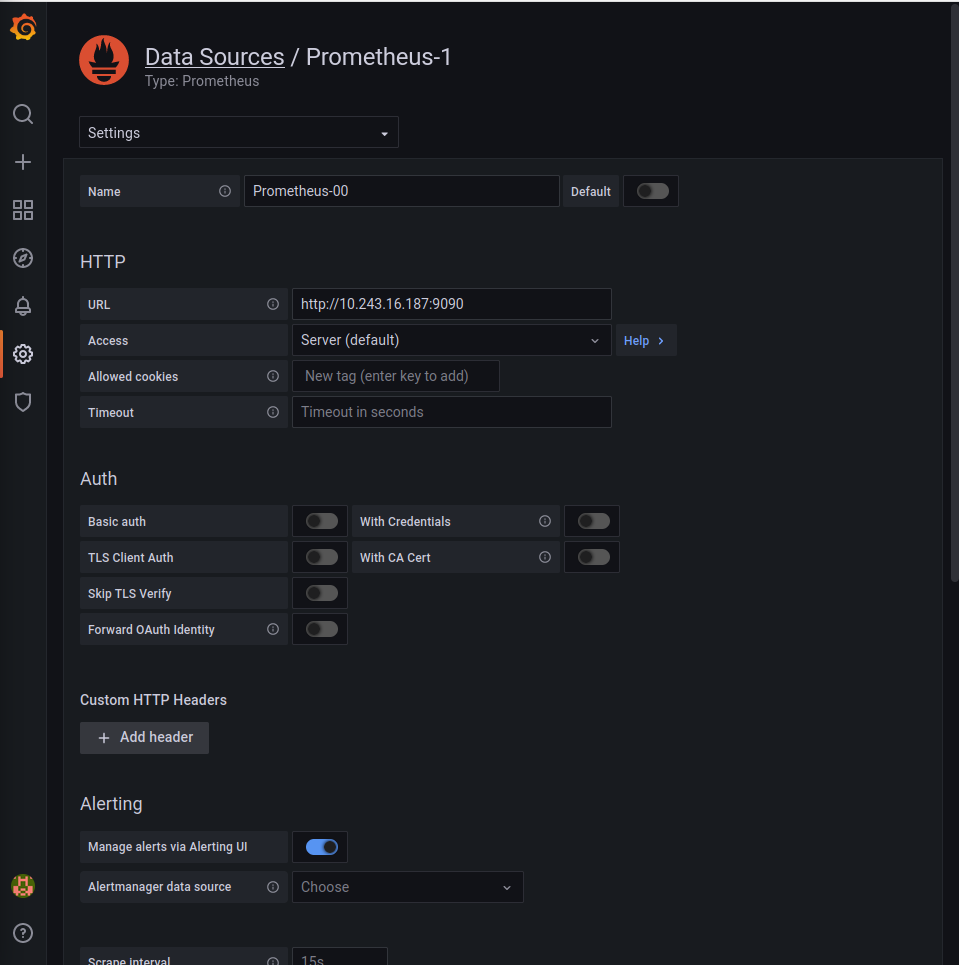 Data Sources / Prometheus-1
Type: Prometheus
Settings
Name Prometheus-00 Default
HTTP
URL http://10.243.16.187:9090
Access Server (default) Help
Allowed cookies New tag (enter key to add)
Timeout Timeout in seconds
Auth
Basic auth With Credentials
TLS Client Auth With CA Cert
Skip TLS Verify
Forward OAuth Identity
Custom HTTP Headers
+ Add header
Alerting
Manage alerts via Alerting UI
Alertmanager data source Choose
Scrape interval 15s